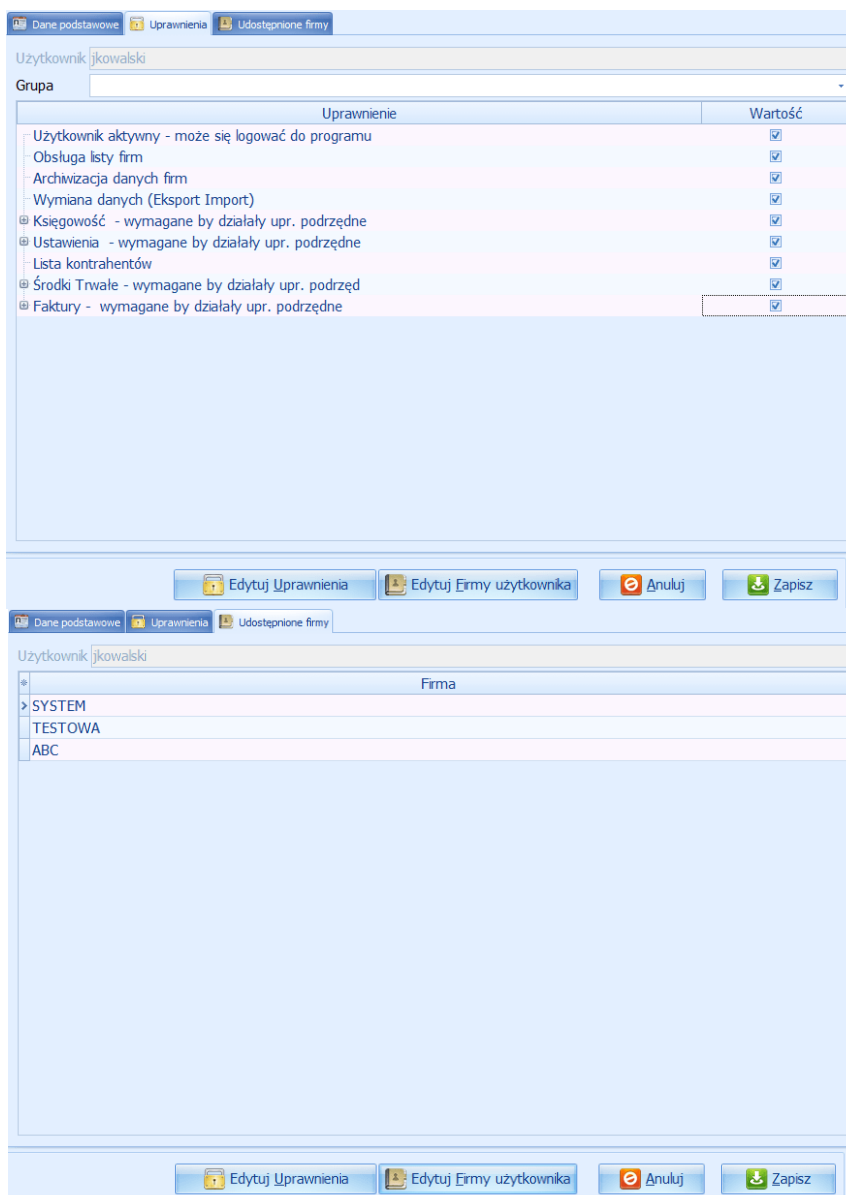 Dane podstawowe Uprawnienia Udostępnione firmy
Użytkownik jkowalski
Grupa
Uprawnienie Wartość
Użytkownik aktywny - może się logować do programu
Obsługa listy firm
Archiwizacja danych firm
Wymiana danych (Eksport Import)
Księgowość - wymagane by działały upr. podrzędne
Ustawienia - wymagane by działały upr. podrzędne
Lista kontrahentów
Środki Trwałe - wymagane by działały upr. podrzęd
Faktury - wymagane by działały upr. podrzędne
Edytuj Uprawnienia Edytuj Firmy użytkownika Anuluj Zapisz
Dane podstawowe Uprawnienia Udostępnione firmy
Użytkownik jkowalski
Firma
SYSTEM
TESTOWA
ABC
Edytuj Uprawnienia Edytuj Firmy użytkownika Anuluj Zapisz